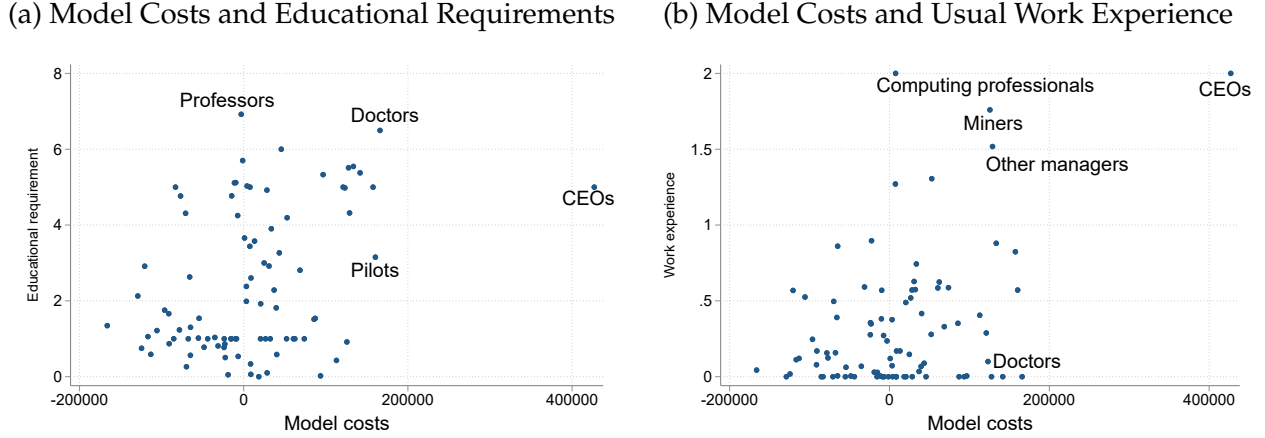 (a) Model Costs and Educational Requirements
8
6
4
2
0
Educational requirement
Professors
Doctors
CEOs
Pilots
-200000 0 200000 400000
Model costs
(b) Model Costs and Usual Work Experience
2
1.5
1
.5
0
Work experience
Computing professionals
CEOs
Miners
Other managers
Doctors
-200000 0 200000 400000
Model costs